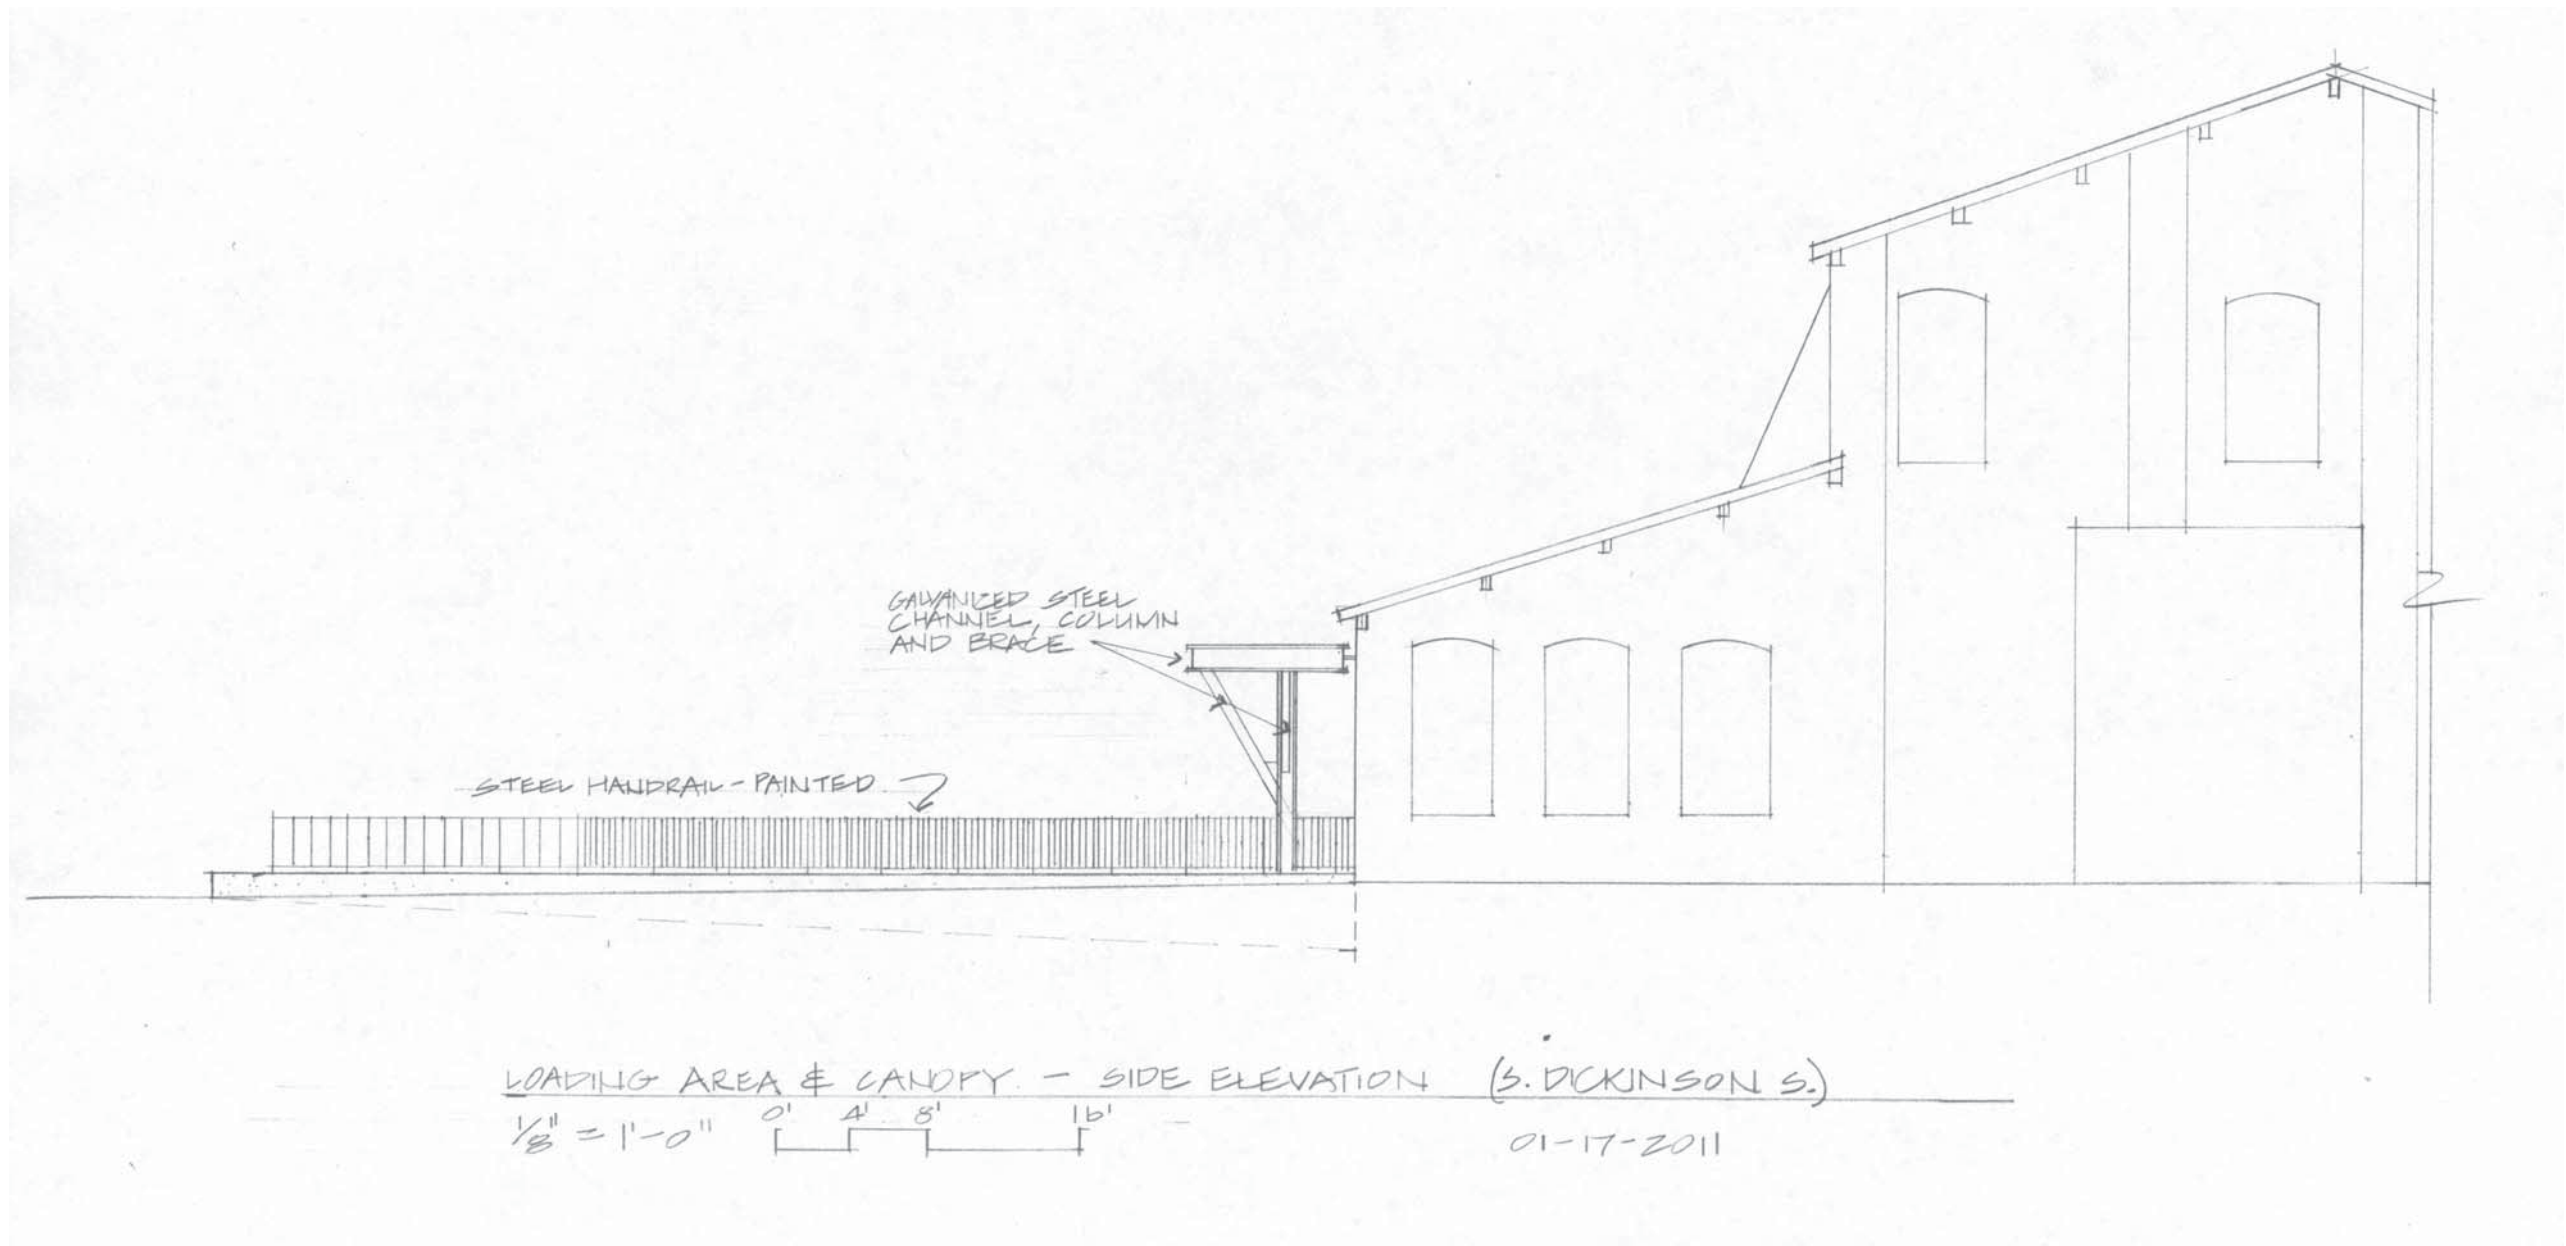 GALVANIZED STEEL
CHANNEL, COLUMN
AND BRACE
STEEL HANDRAIL - PAINTED
LOADING AREA & CANOPY - SIDE ELEVATION (S. DICKINSON S.)
0' 4' 8' 16'
1/8" = 1'-0"
01-17-2011